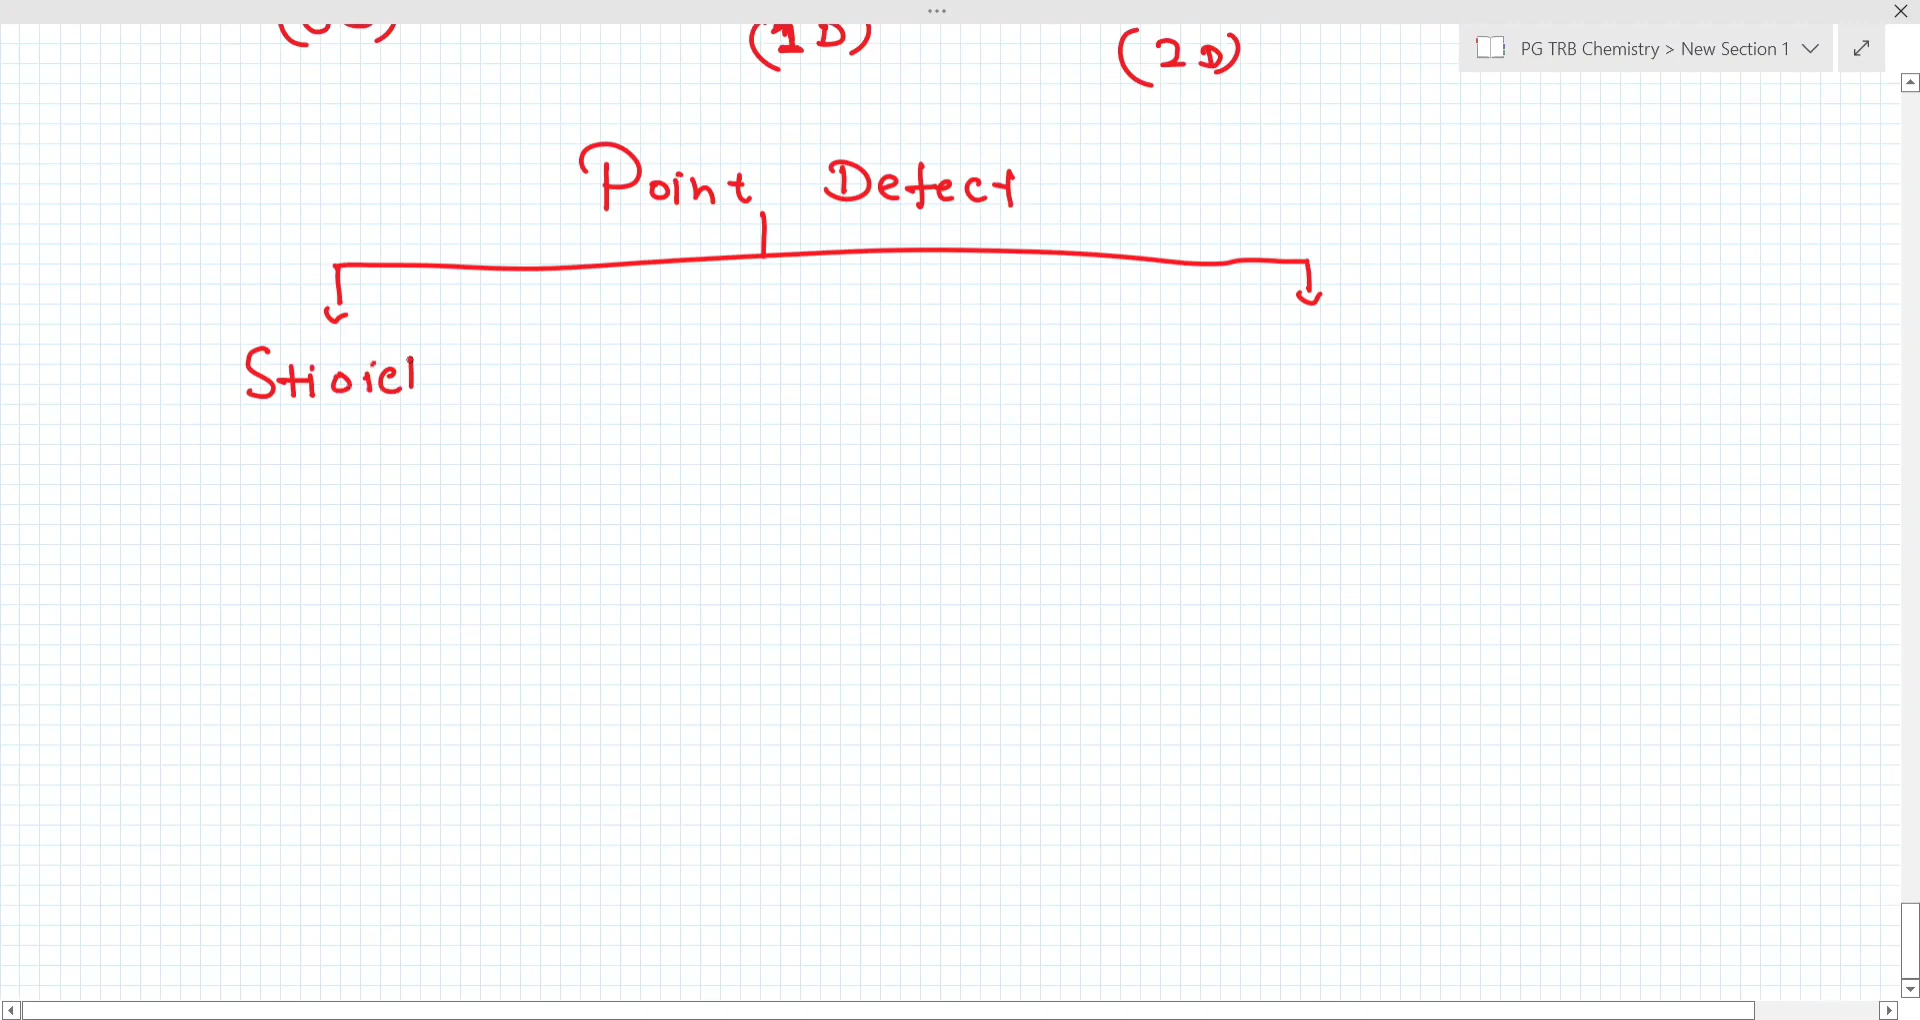 PG TRB Chemistry > New Section 1
(1D) (2D)
Point Defect
Stioicl